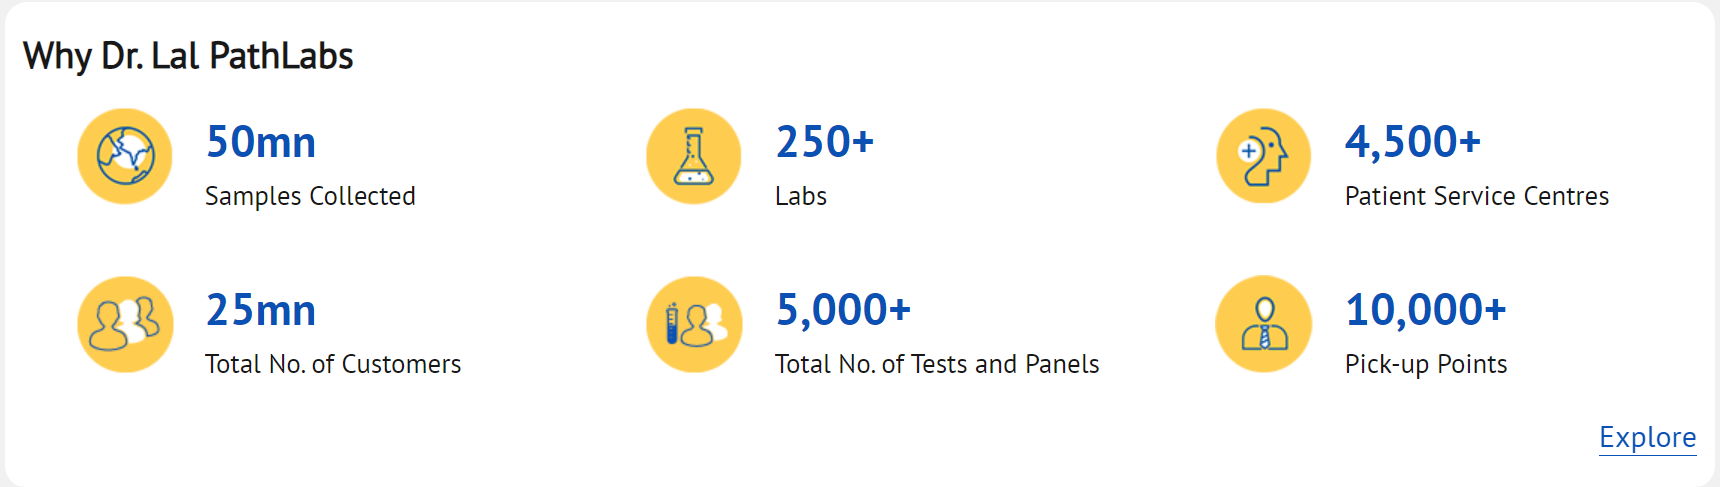 Why Dr. Lal PathLabs
50mn
Samples Collected
250+
Labs
4,500+
Patient Service Centres
25mn
Total No. of Customers
5,000+
Total No. of Tests and Panels
10,000+
Pick-up Points
Explore